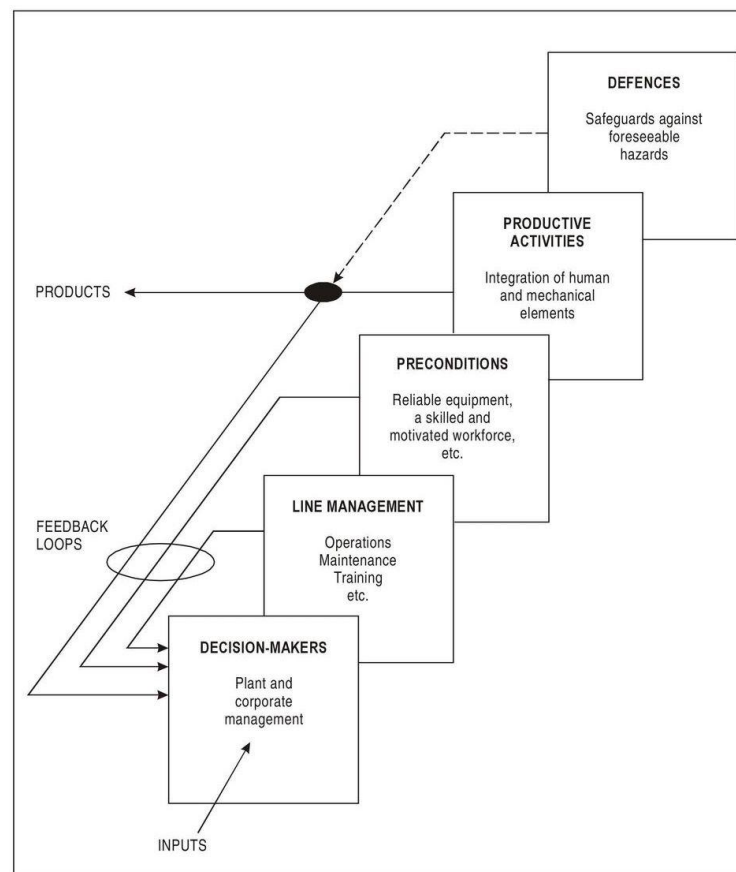 DEFENCES
Safeguards against
foreseeable
hazards
PRODUCTIVE
ACTIVITIES
Integration of human
and mechanical
elements
PRODUCTS
PRECONDITIONS
Reliable equipment,
a skilled and
motivated workforce,
etc.
LINE MANAGEMENT
Operations
Maintenance
Training
etc.
FEEDBACK
LOOPS
DECISION-MAKERS
Plant and
corporate
management
INPUTS